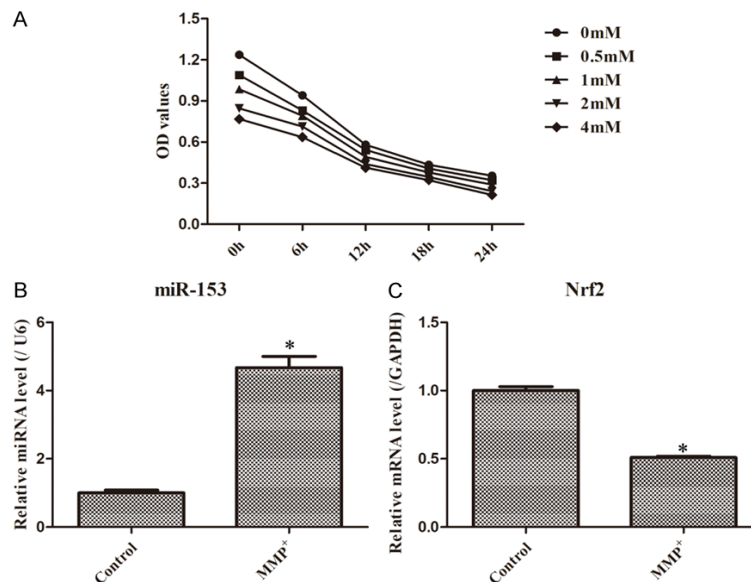 A
OD values
1.5
1.2
0.9
0.6
0.3
0.0
0h
6h
12h
18h
24h
0mM
0.5mM
1mM
2mM
4mM
B
miR-153
Relative miRNA level (/ U6)
6
4
2
0
*
Control
MMP⁺
C
Nrf2
Relative mRNA level (/GAPDH)
1.5
1.0
0.5
0.0
*
Control
MMP⁺